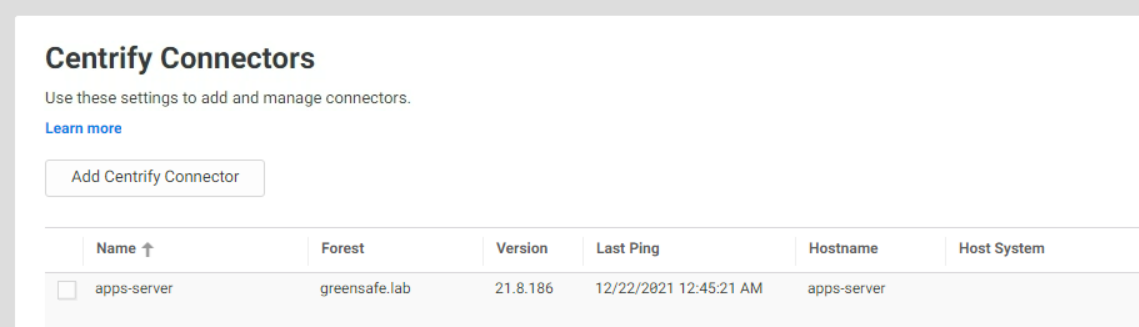 Centrify Connectors
Use these settings to add and manage connectors.
Learn more
Add Centrify Connector
Name Forest Version Last Ping Hostname Host System
apps-server greensafe.lab 21.8.186 12/22/2021 12:45:21 AM apps-server